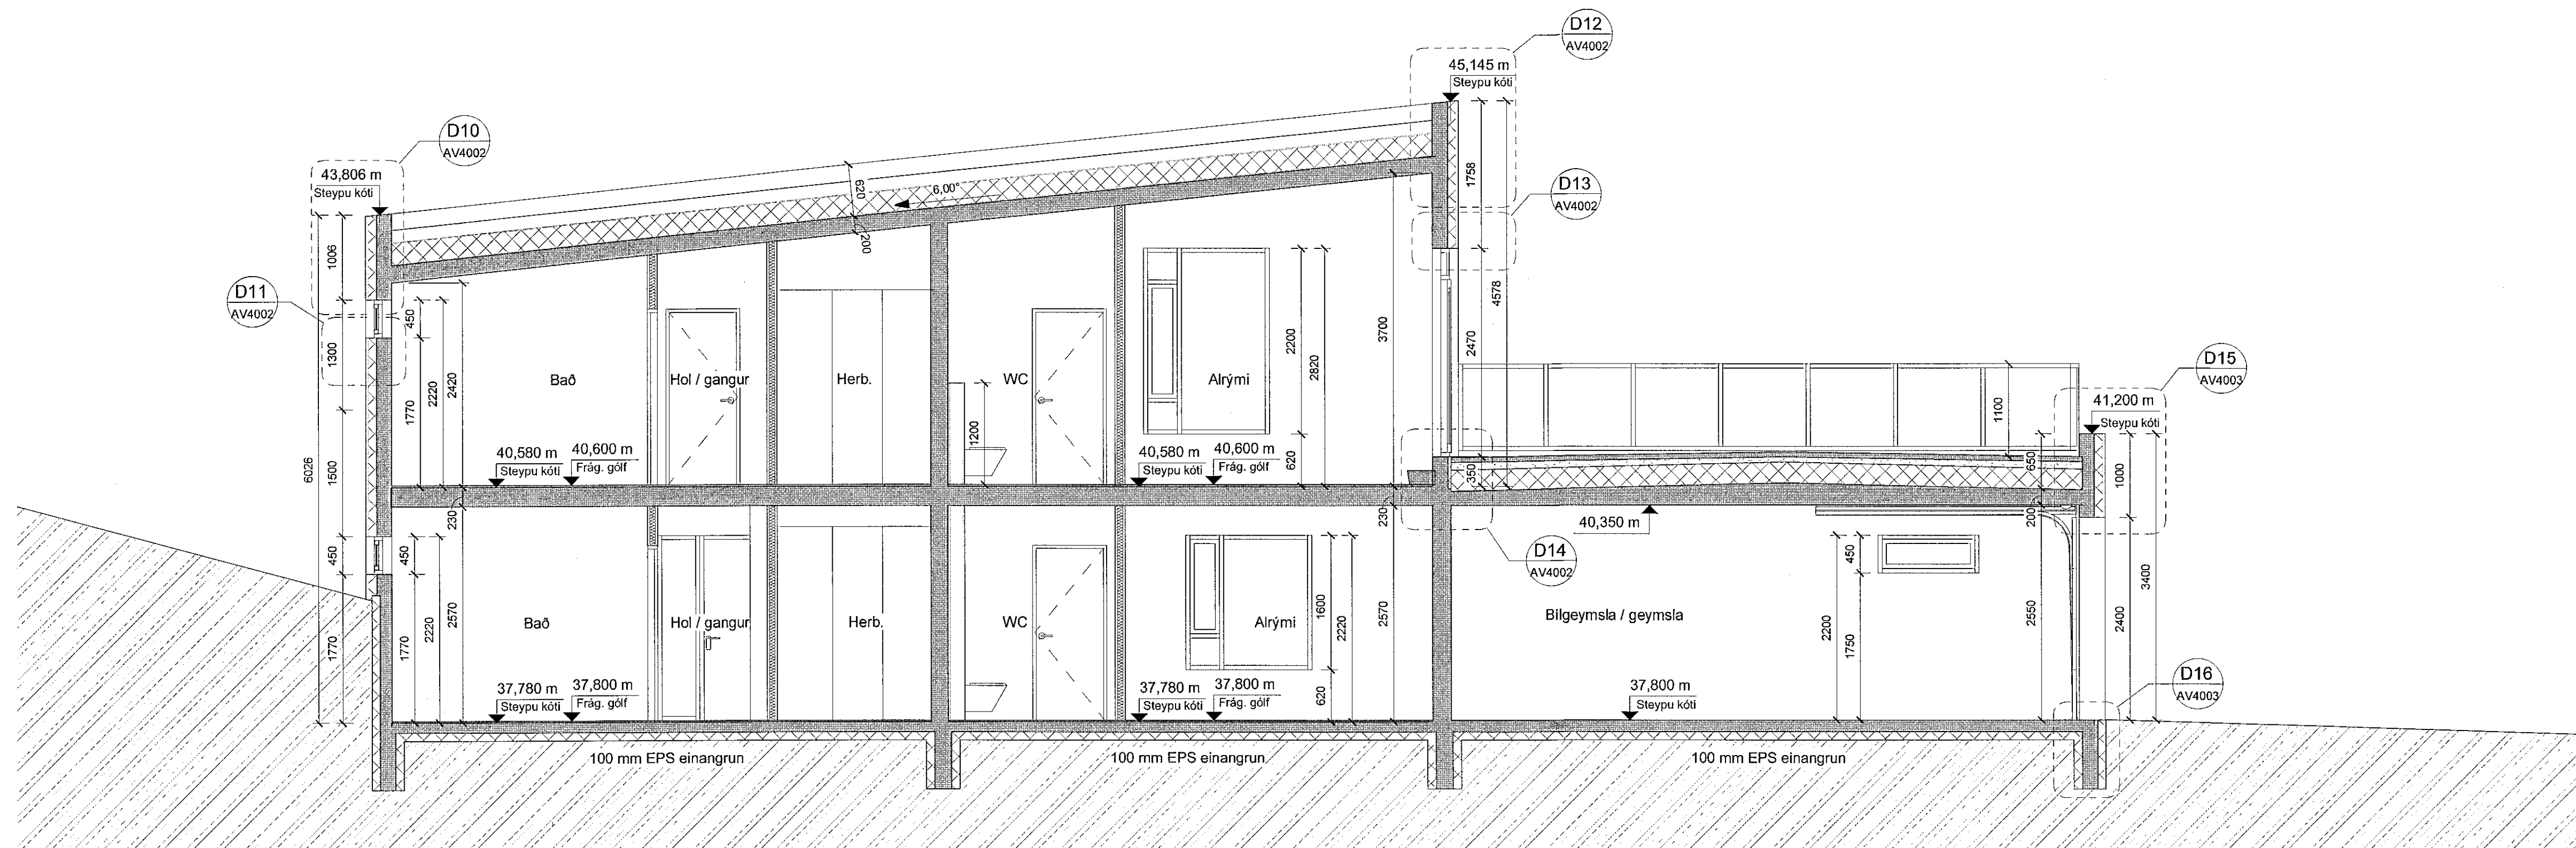 D12
AV4002
45,145 m
Steypu kóti
D10
AV4002
43,806 m
Steypu kóti
D13
AV4002
D11
AV4002
620
6,00°
200
1758
1006
450
1300
1770
2220
2420
6026
1500
Bað
Hol / gangur
Herb.
WC
Alrými
1200
2200
2820
620
3700
2470
4578
350
1100
D15
AV4003
41,200 m
Steypu kóti
40,580 m
Steypu kóti
40,600 m
Frág. gólf
40,580 m
Steypu kóti
40,600 m
Frág. gólf
650
1000
230
230
200
40,350 m
D14
AV4002
450
450
1770
1770
2220
2570
Bað
Hol / gangur
Herb.
WC
Alrými
1600
2220
620
2570
Bílgeymsla / geymsla
2200
450
1750
2550
2400
3400
37,780 m
Steypu kóti
37,800 m
Frág. gólf
37,780 m
Steypu kóti
37,800 m
Frág. gólf
37,800 m
Steypu kóti
D16
AV4003
100 mm EPS einangrun
100 mm EPS einangrun
100 mm EPS einangrun